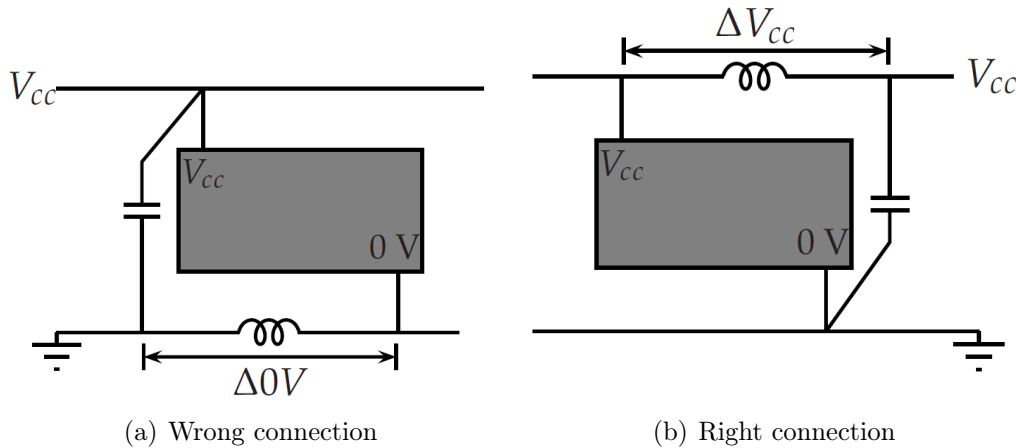 V_cc
V_cc
0 V
Δ0V
(a) Wrong connection
ΔV_cc
V_cc
V_cc
0 V
(b) Right connection